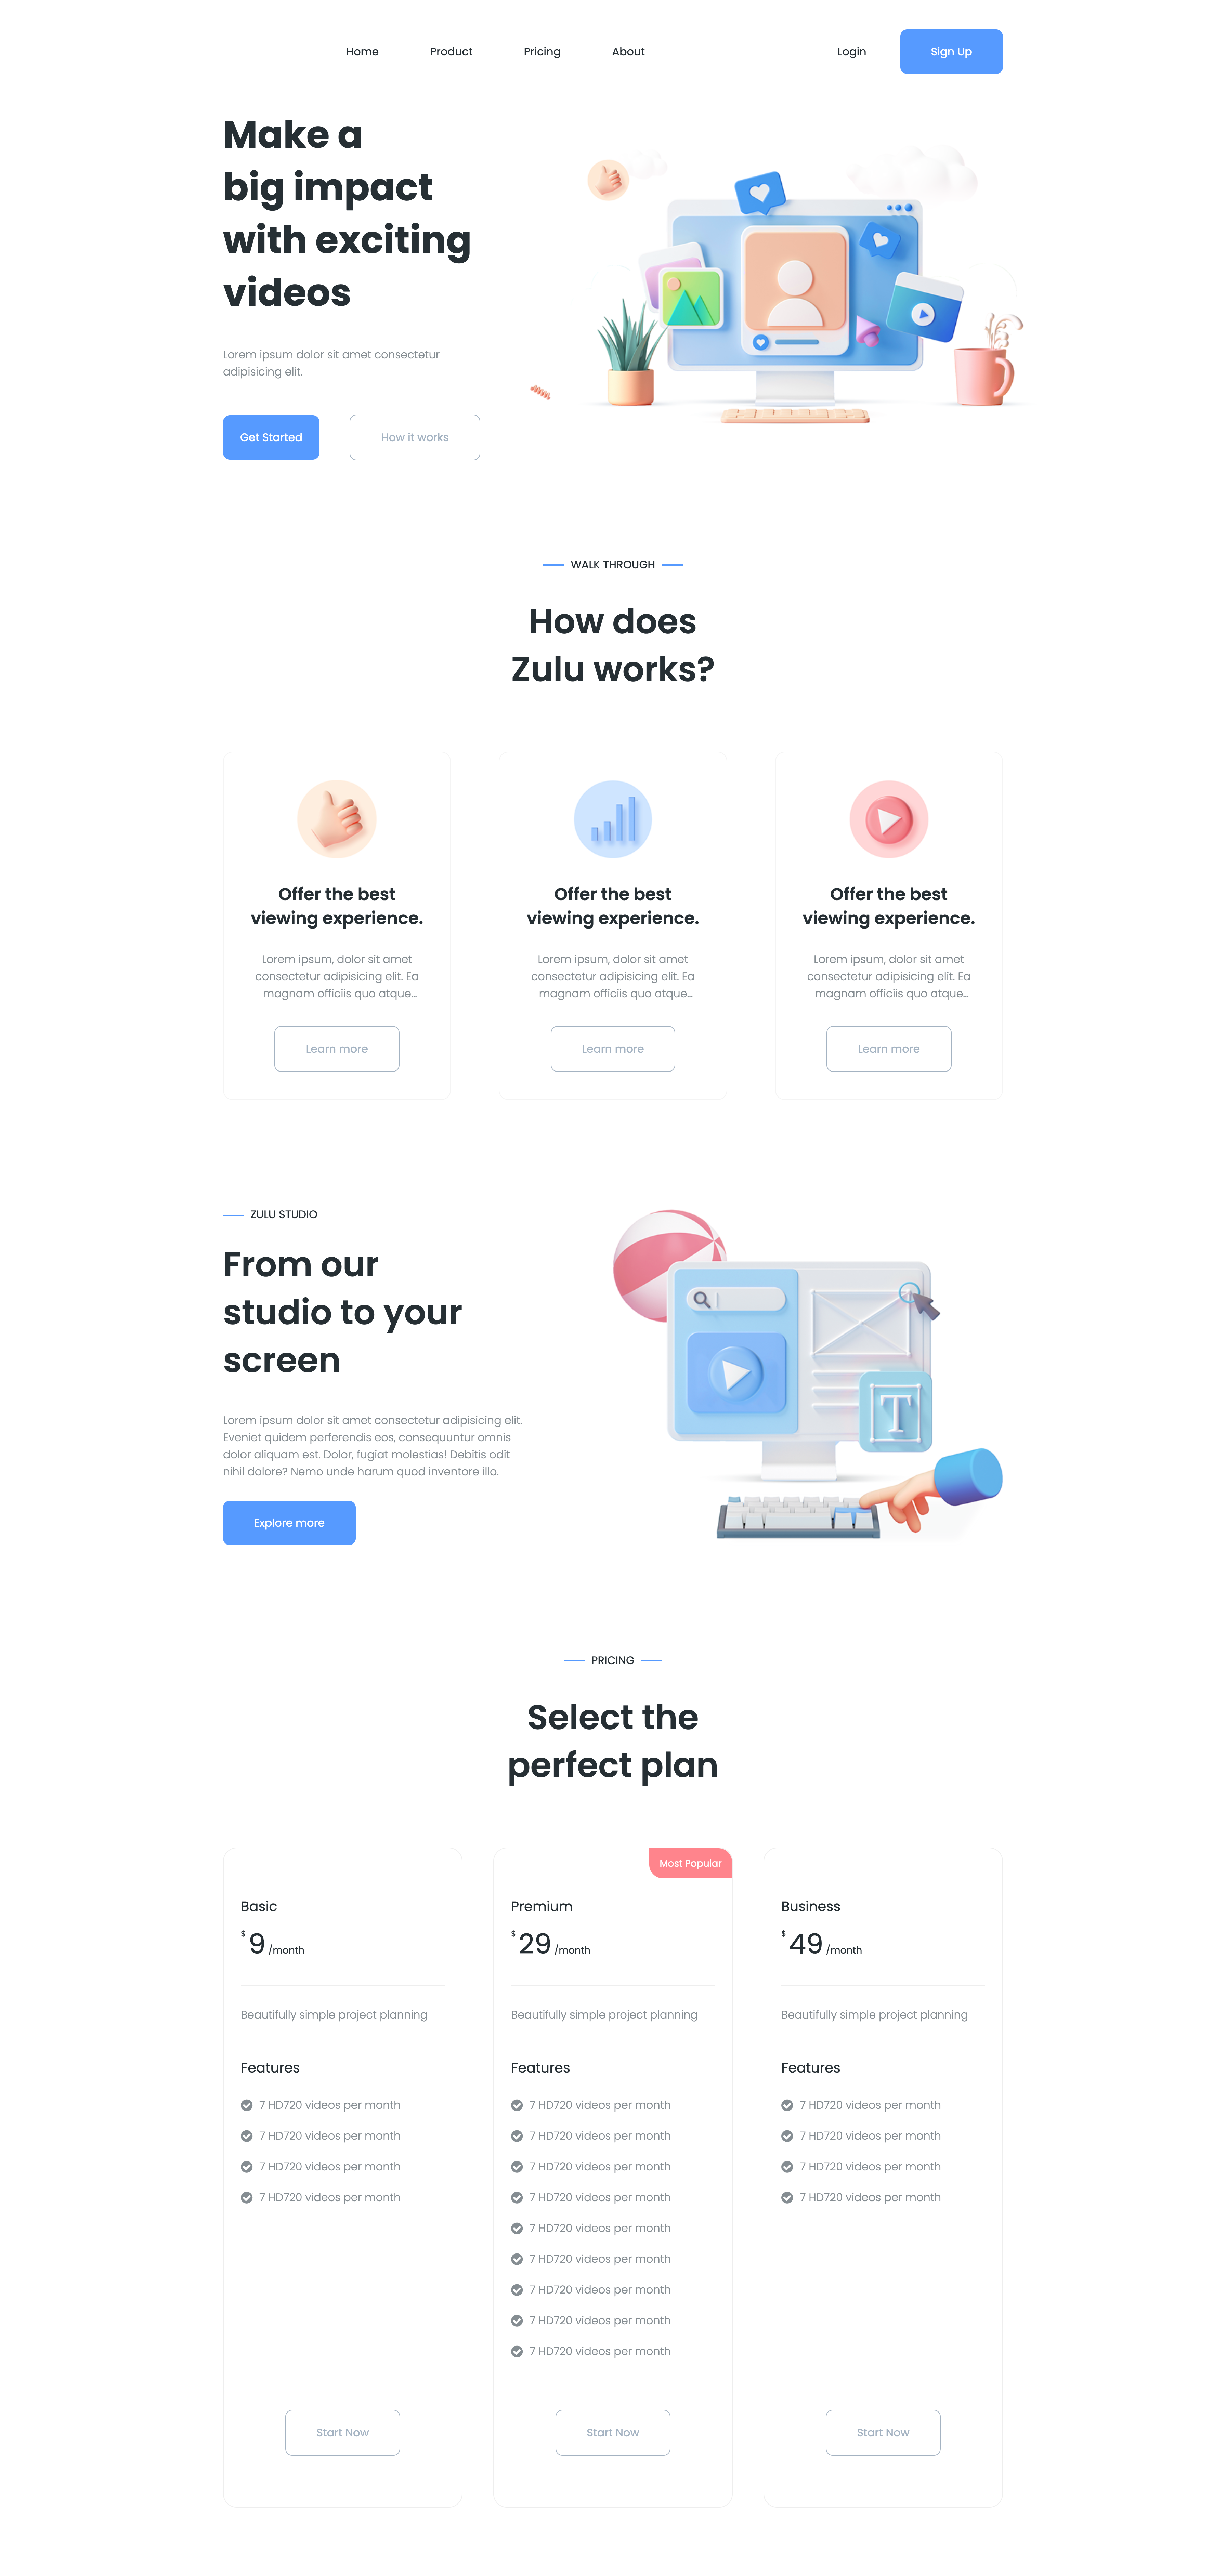 Home Product Pricing About Login Sign Up
Make a
big impact
with exciting
videos
Lorem ipsum dolor sit amet consectetur
adipisicing elit.
Get Started How it works
WALK THROUGH
How does
Zulu works?
Offer the best
viewing experience.
Lorem ipsum, dolor sit amet
consectetur adipisicing elit. Ea
magnam officiis quo atque...
Learn more
Offer the best
viewing experience.
Lorem ipsum, dolor sit amet
consectetur adipisicing elit. Ea
magnam officiis quo atque...
Learn more
Offer the best
viewing experience.
Lorem ipsum, dolor sit amet
consectetur adipisicing elit. Ea
magnam officiis quo atque...
Learn more
ZULU STUDIO
From our
studio to your
screen
Lorem ipsum dolor sit amet consectetur adipisicing elit.
Eveniet quidem perferendis eos, consequuntur omnis
dolor aliquam est. Dolor, fugiat molestias! Debitis odit
nihil dolore? Nemo unde harum quod inventore illo.
Explore more
T
PRICING
Select the
perfect plan
Basic
$ 9 /month
Beautifully simple project planning
Features
7 HD720 videos per month
7 HD720 videos per month
7 HD720 videos per month
7 HD720 videos per month
Start Now
Most Popular
Premium
$ 29 /month
Beautifully simple project planning
Features
7 HD720 videos per month
7 HD720 videos per month
7 HD720 videos per month
7 HD720 videos per month
7 HD720 videos per month
7 HD720 videos per month
7 HD720 videos per month
7 HD720 videos per month
7 HD720 videos per month
Start Now
Business
$ 49 /month
Beautifully simple project planning
Features
7 HD720 videos per month
7 HD720 videos per month
7 HD720 videos per month
7 HD720 videos per month
Start Now